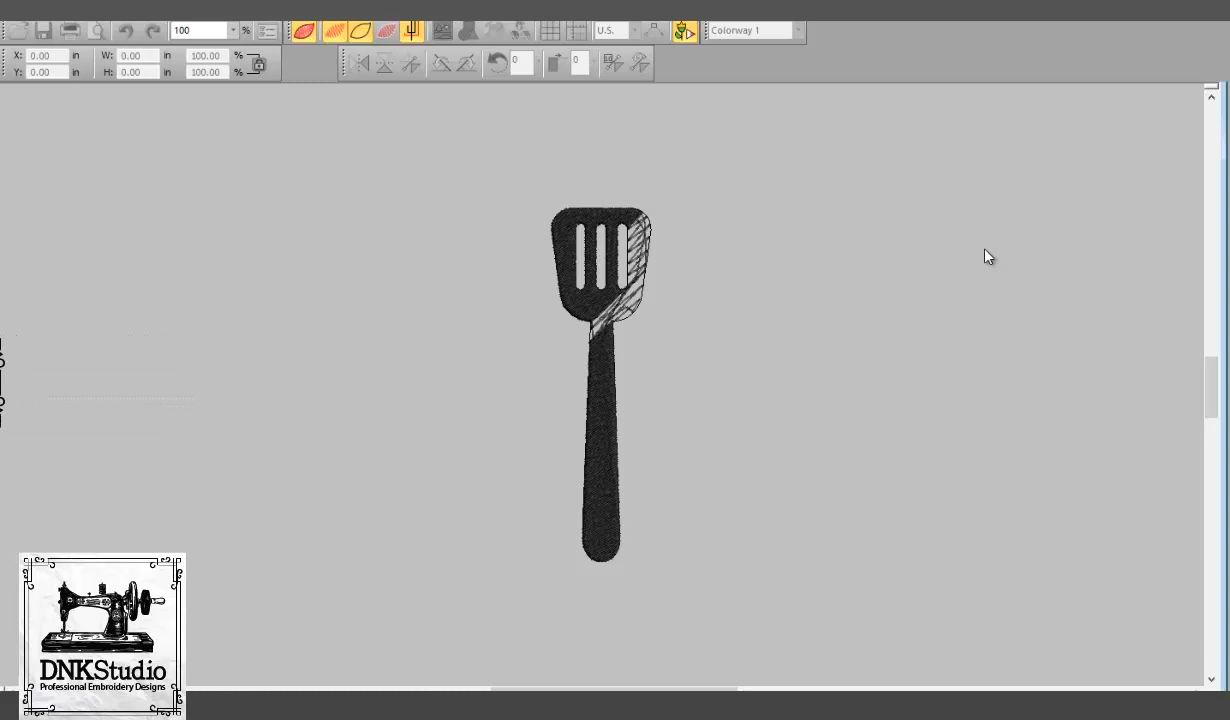 100 % U.S. Colorway 1
X: 0.00 in W: 0.00 in 100.00 %
Y: 0.00 in H: 0.00 in 100.00 %
0 0
DNKStudio
Professional Embroidery Designs